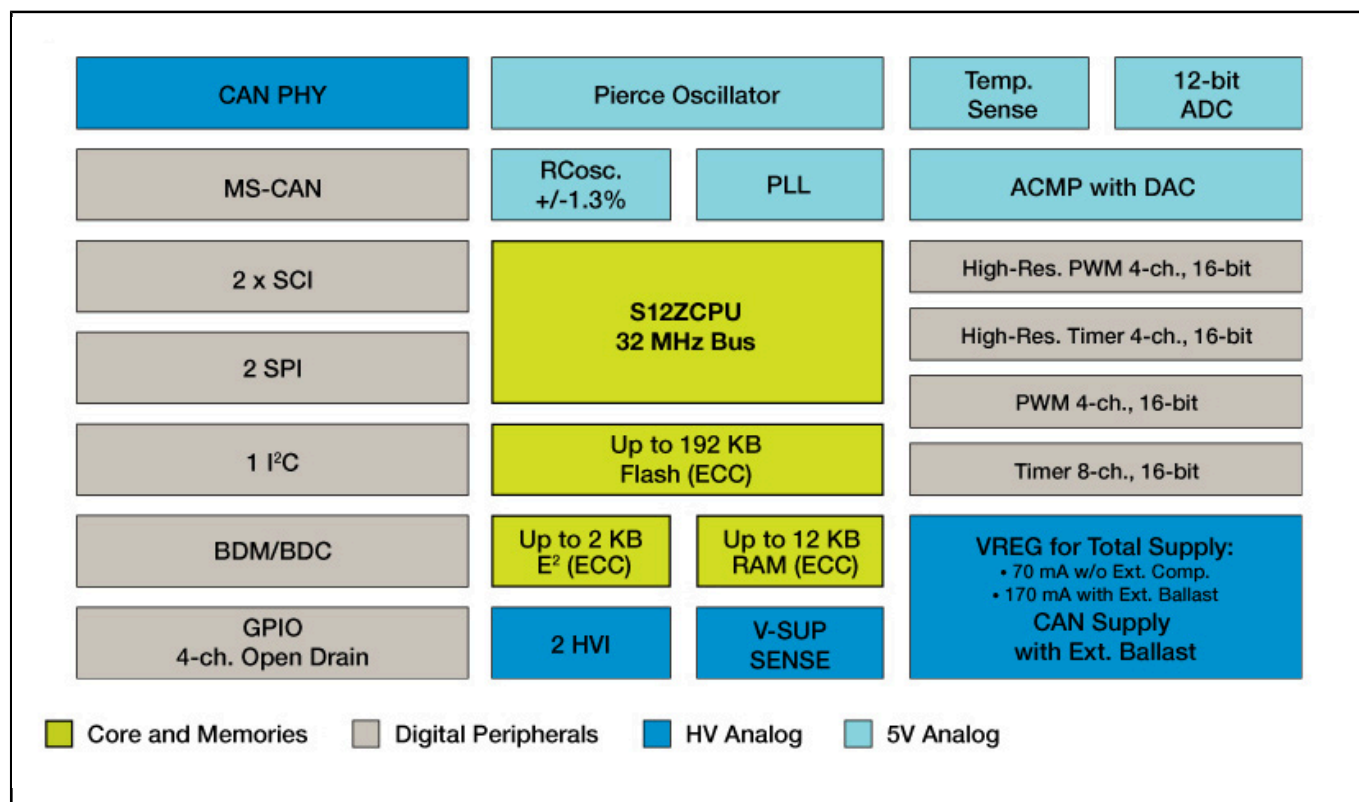 CAN PHY
Pierce Oscillator
Temp.
Sense
12-bit
ADC
MS-CAN
RCosc.
+/-1.3%
PLL
ACMP with DAC
2 x SCI
S12ZCPU
32 MHz Bus
High-Res. PWM 4-ch., 16-bit
High-Res. Timer 4-ch., 16-bit
2 SPI
PWM 4-ch., 16-bit
1 I²C
Up to 192 KB
Flash (ECC)
Timer 8-ch., 16-bit
BDM/BDC
Up to 2 KB
E² (ECC)
Up to 12 KB
RAM (ECC)
VREG for Total Supply:
• 70 mA w/o Ext. Comp.
• 170 mA with Ext. Ballast
CAN Supply
with Ext. Ballast
GPIO
4-ch. Open Drain
2 HVI
V-SUP
SENSE
Core and Memories
Digital Peripherals
HV Analog
5V Analog